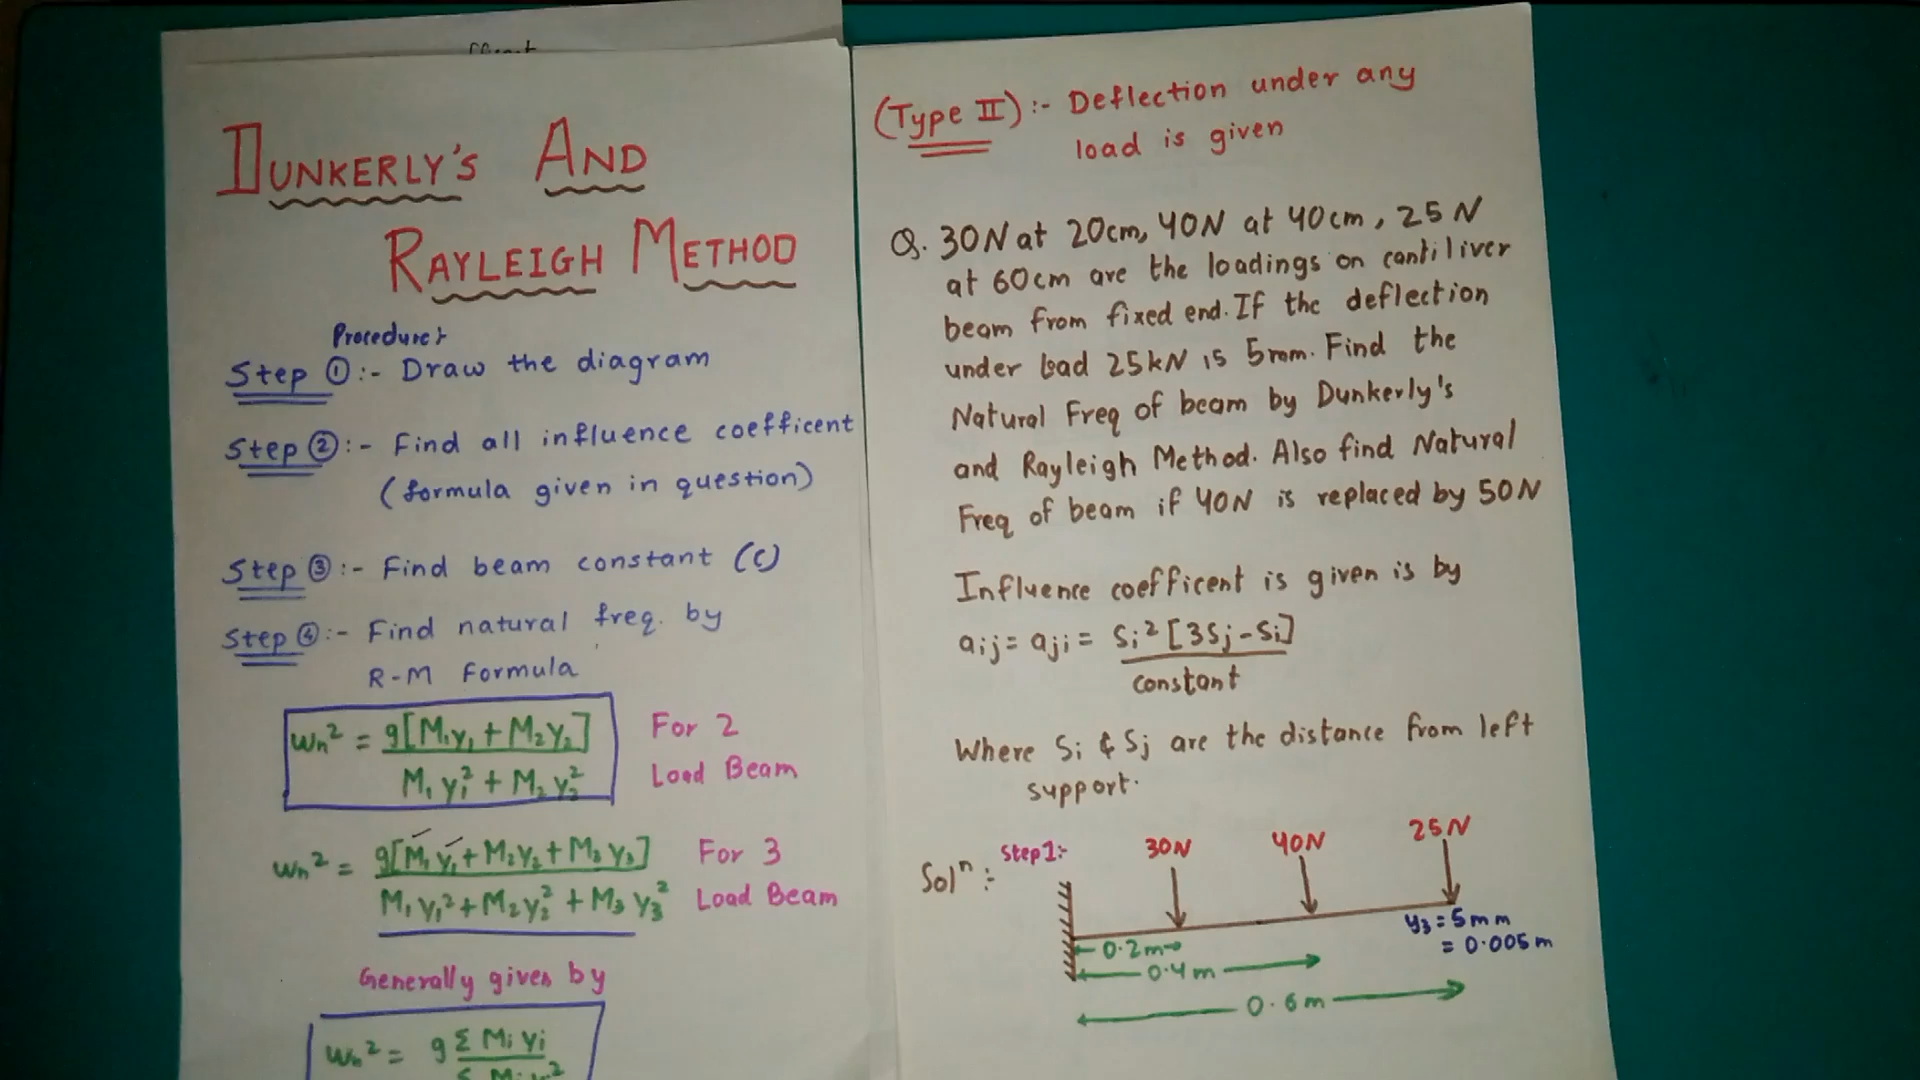 DUNKERLY'S AND
RAYLEIGH METHOD
Procedure:
Step ①:- Draw the diagram
Step ②:- Find all influence coefficent
(formula given in question)
Step ③:- Find beam constant (C)
Step ④:- Find natural freq. by
R-M Formula
Wn² = g[M₁y₁ + M₂y₂] / M₁y₁² + M₂y₂²
For 2
Load Beam
Wn² = g[M₁y₁ + M₂y₂ + M₃y₃] / M₁y₁² + M₂y₂² + M₃y₃²
For 3
Load Beam
Generally given by
Wn² = g Σ Mi yi
(Type II) :- Deflection under any
load is given
Q. 30N at 20cm, 40N at 40cm, 25N
at 60cm are the loadings on cantiliver
beam from fixed end. If the deflection
under load 25kN is 5mm. Find the
Natural Freq of beam by Dunkerly's
and Rayleigh Method. Also find Natural
Freq of beam if 40N is replaced by 50N
Influence coefficent is given is by
aij = aji = Si² [3Sj - Si] / constant
Where Si & Sj are the distance from left
support.
Solⁿ :- Step1:-
30N 40N 25N
y₃ = 5mm
= 0.005m
0.2m
0.4m
0.6m